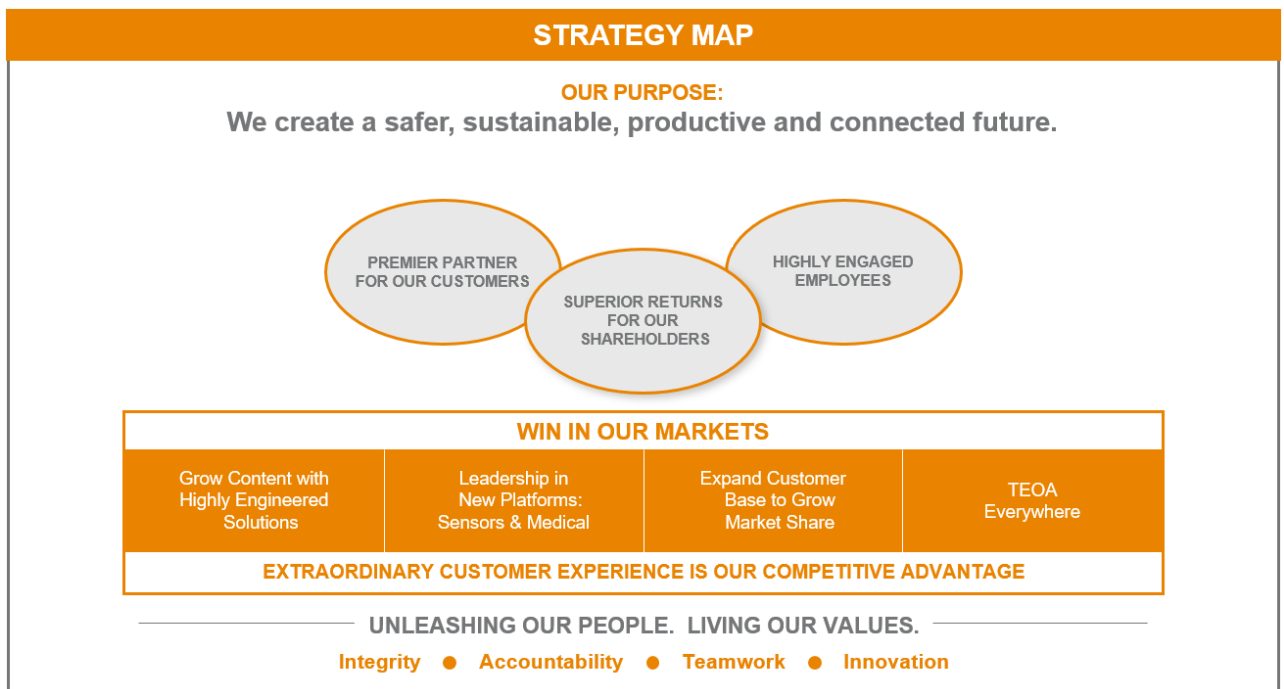 STRATEGY MAP
OUR PURPOSE:
We create a safer, sustainable, productive and connected future.
PREMIER PARTNER
FOR OUR CUSTOMERS
SUPERIOR RETURNS
FOR OUR
SHAREHOLDERS
HIGHLY ENGAGED
EMPLOYEES
WIN IN OUR MARKETS
Grow Content with
Highly Engineered
Solutions
Leadership in
New Platforms:
Sensors & Medical
Expand Customer
Base to Grow
Market Share
TEOA
Everywhere
EXTRAORDINARY CUSTOMER EXPERIENCE IS OUR COMPETITIVE ADVANTAGE
UNLEASHING OUR PEOPLE. LIVING OUR VALUES.
Integrity ● Accountability ● Teamwork ● Innovation